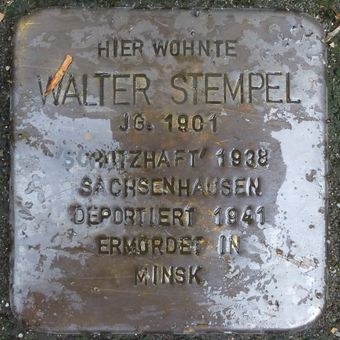 HIER WOHNTE
WALTER STEMPEL
JG. 1901
'SCHUTZHAFT' 1938
SACHSENHAUSEN
DEPORTIERT 1941
ERMORDET IN
MINSK